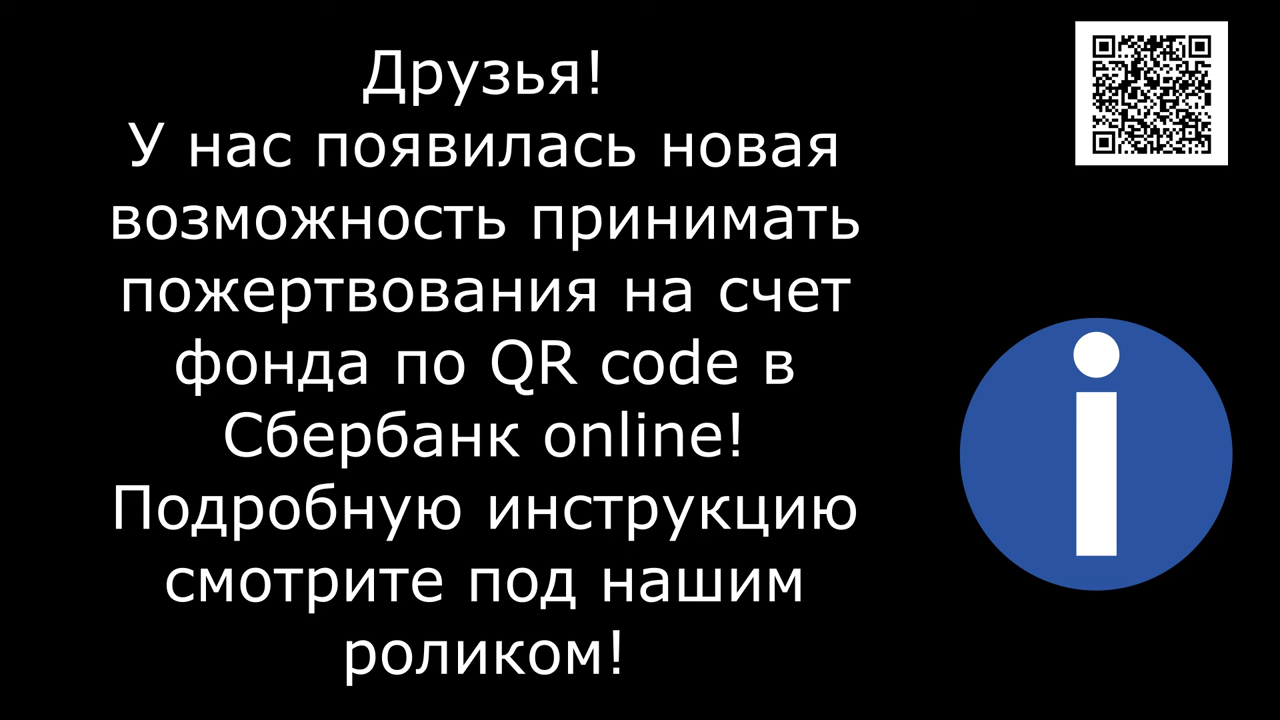 Друзья!
У нас появилась новая
возможность принимать
пожертвования на счет
фонда по QR code в
Сбербанк online!
Подробную инструкцию
смотрите под нашим
роликом!